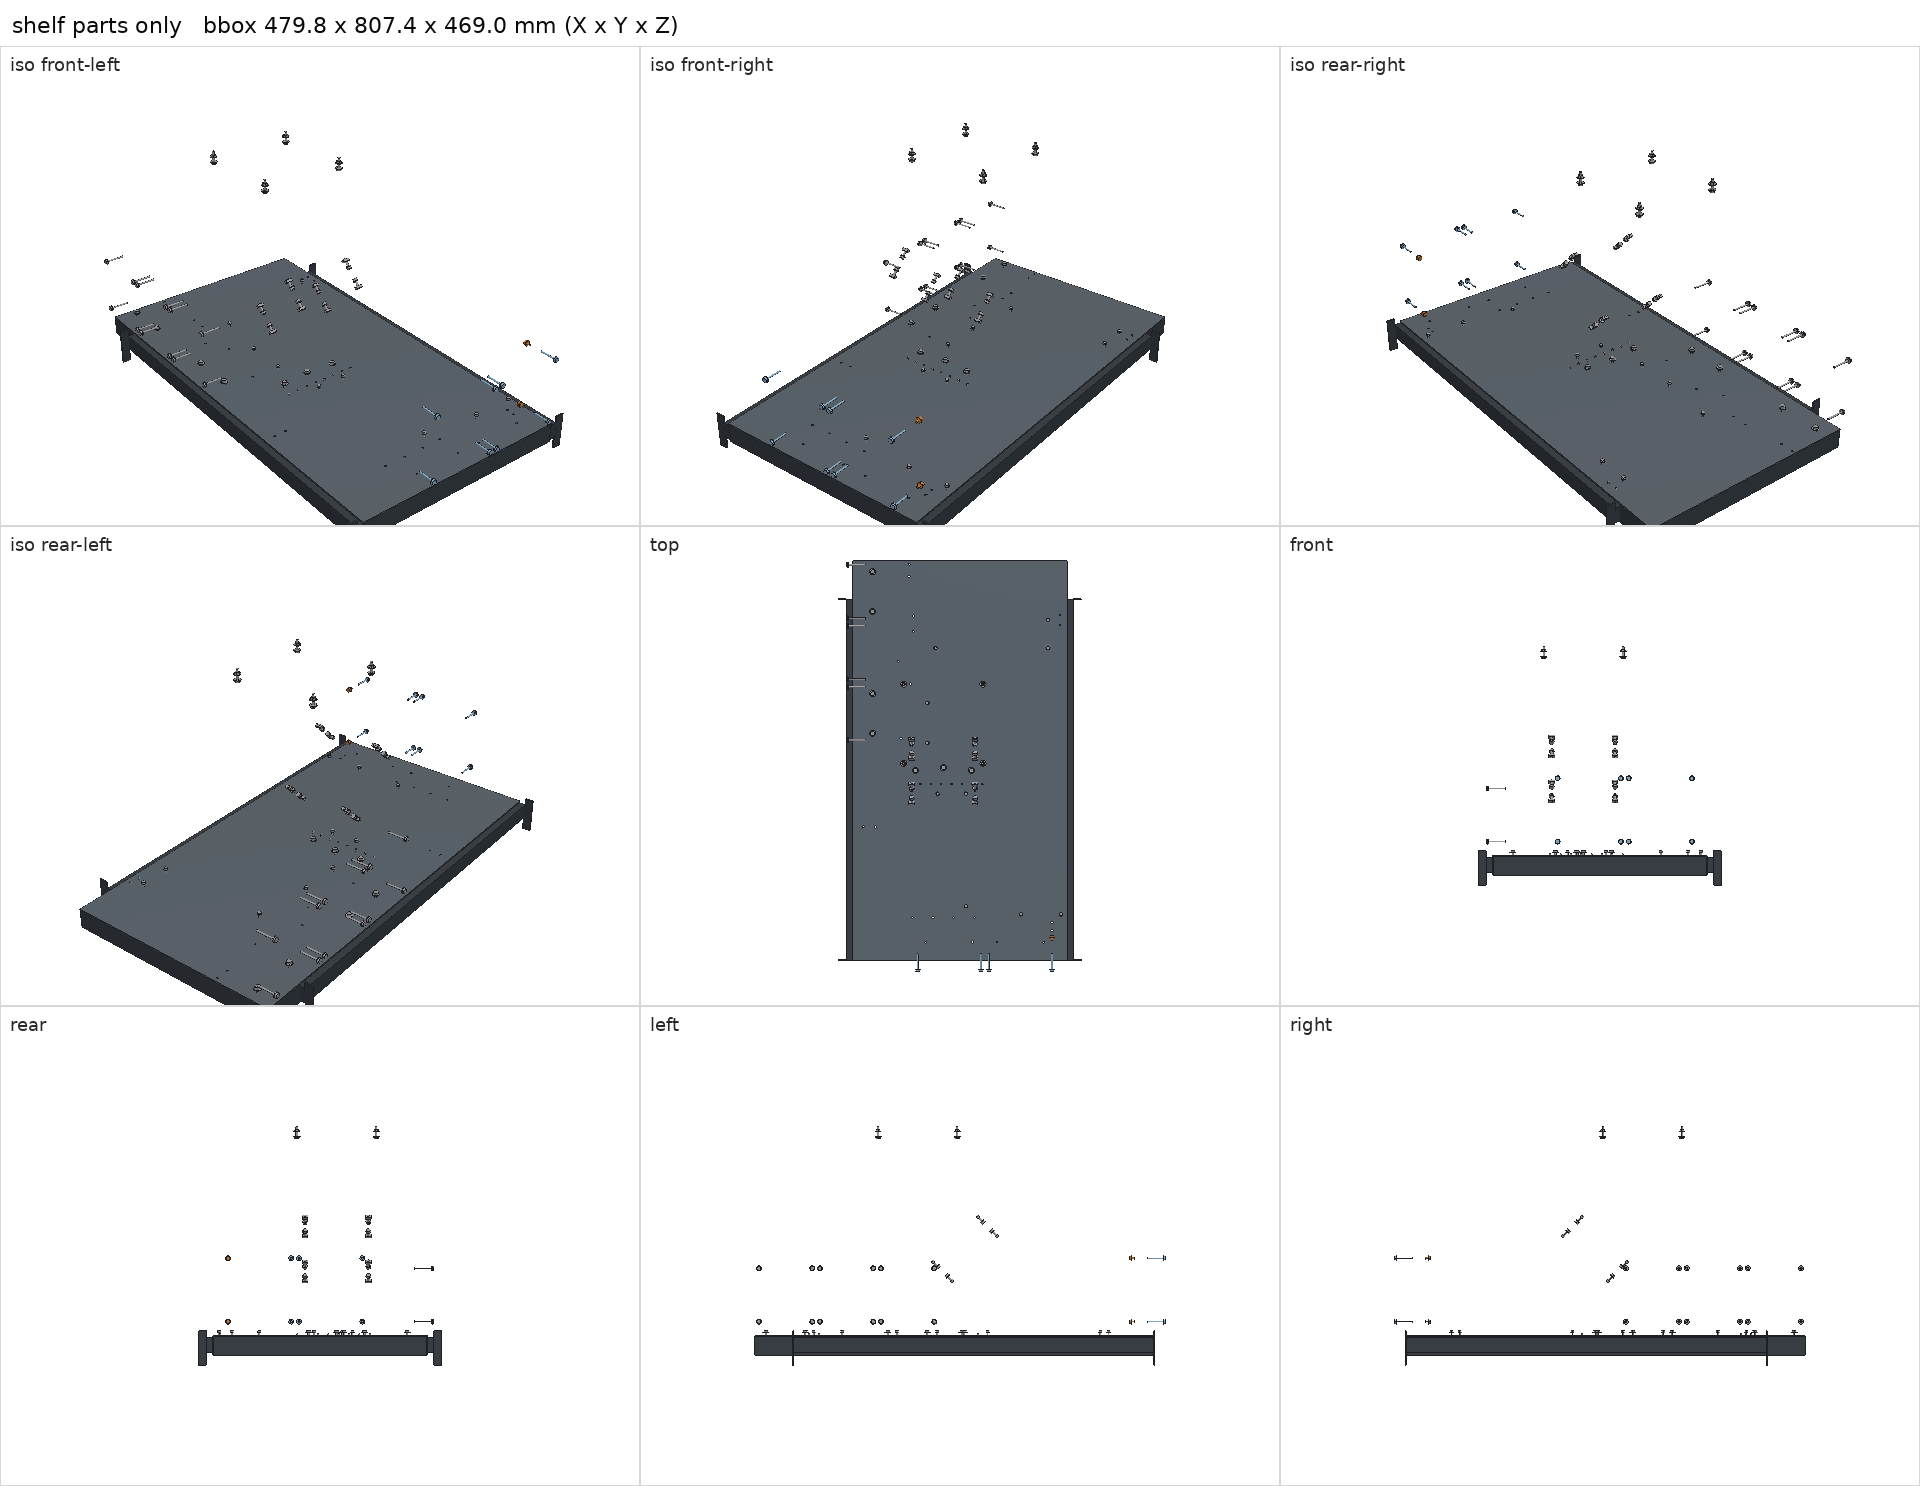 shelf parts only   bbox 479.8 x 807.4 x 469.0 mm (X x Y x Z)
iso front-left
iso front-right
iso rear-right
iso rear-left
top
front
rear
left
right